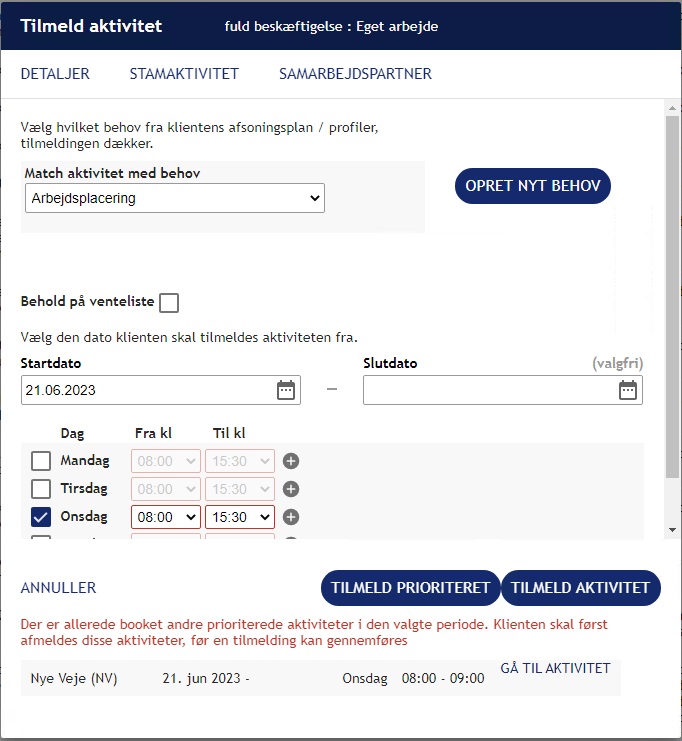 Tilmeld aktivitet fuld beskæftigelse : Eget arbejde
DETALJER STAMAKTIVITET SAMARBEJDSPARTNER
Vælg hvilket behov fra klientens afsoningsplan / profiler,
tilmeldingen dækker.
Match aktivitet med behov
Arbejdsplacering
OPRET NYT BEHOV
Behold på venteliste
Vælg den dato klienten skal tilmeldes aktiviteten fra.
Startdato Slutdato (valgfri)
21.06.2023 –
Dag Fra kl Til kl
Mandag 08:00 15:30
Tirsdag 08:00 15:30
Onsdag 08:00 15:30
ANNULLER TILMELD PRIORITERET TILMELD AKTIVITET
Der er allerede booket andre prioriterede aktiviteter i den valgte periode. Klienten skal først
afmeldes disse aktiviteter, før en tilmelding kan gennemføres
Nye Veje (NV) 21. jun 2023 - Onsdag 08:00 - 09:00 GÅ TIL AKTIVITET